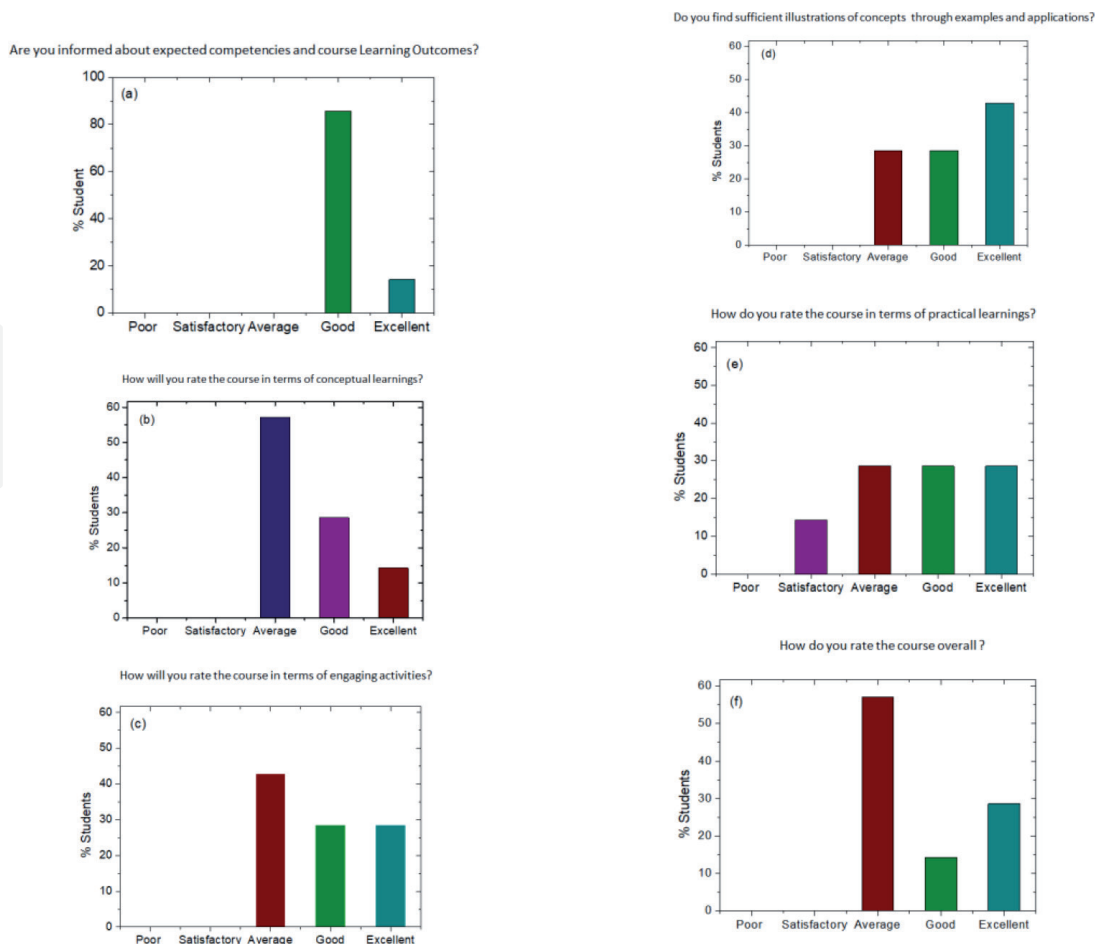 Are you informed about expected competencies and course Learning Outcomes?
(a)
% Student
100
80
60
40
20
0
Poor Satisfactory Average Good Excellent
How will you rate the course in terms of conceptual learnings?
(b)
% Students
60
50
40
30
20
10
0
Poor Satisfactory Average Good Excellent
How will you rate the course in terms of engaging activities?
(c)
% Students
60
50
40
30
20
10
0
Poor Satisfactory Average Good Excellent
Do you find sufficient illustrations of concepts through examples and applications?
(d)
% Students
60
50
40
30
20
10
0
Poor Satisfactory Average Good Excellent
How do you rate the course in terms of practical learnings?
(e)
% Students
60
50
40
30
20
10
0
Poor Satisfactory Average Good Excellent
How do you rate the course overall ?
(f)
% Students
60
50
40
30
20
10
0
Poor Satisfactory Average Good Excellent